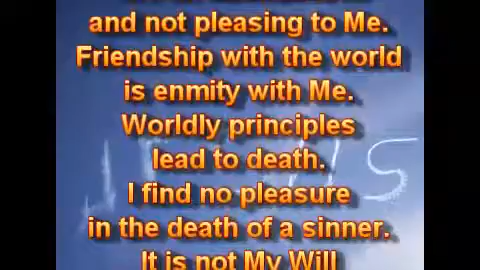 and not pleasing to Me.
Friendship with the world
is enmity with Me.
Worldly principles
lead to death.
I find no pleasure
in the death of a sinner.
It is not My Will